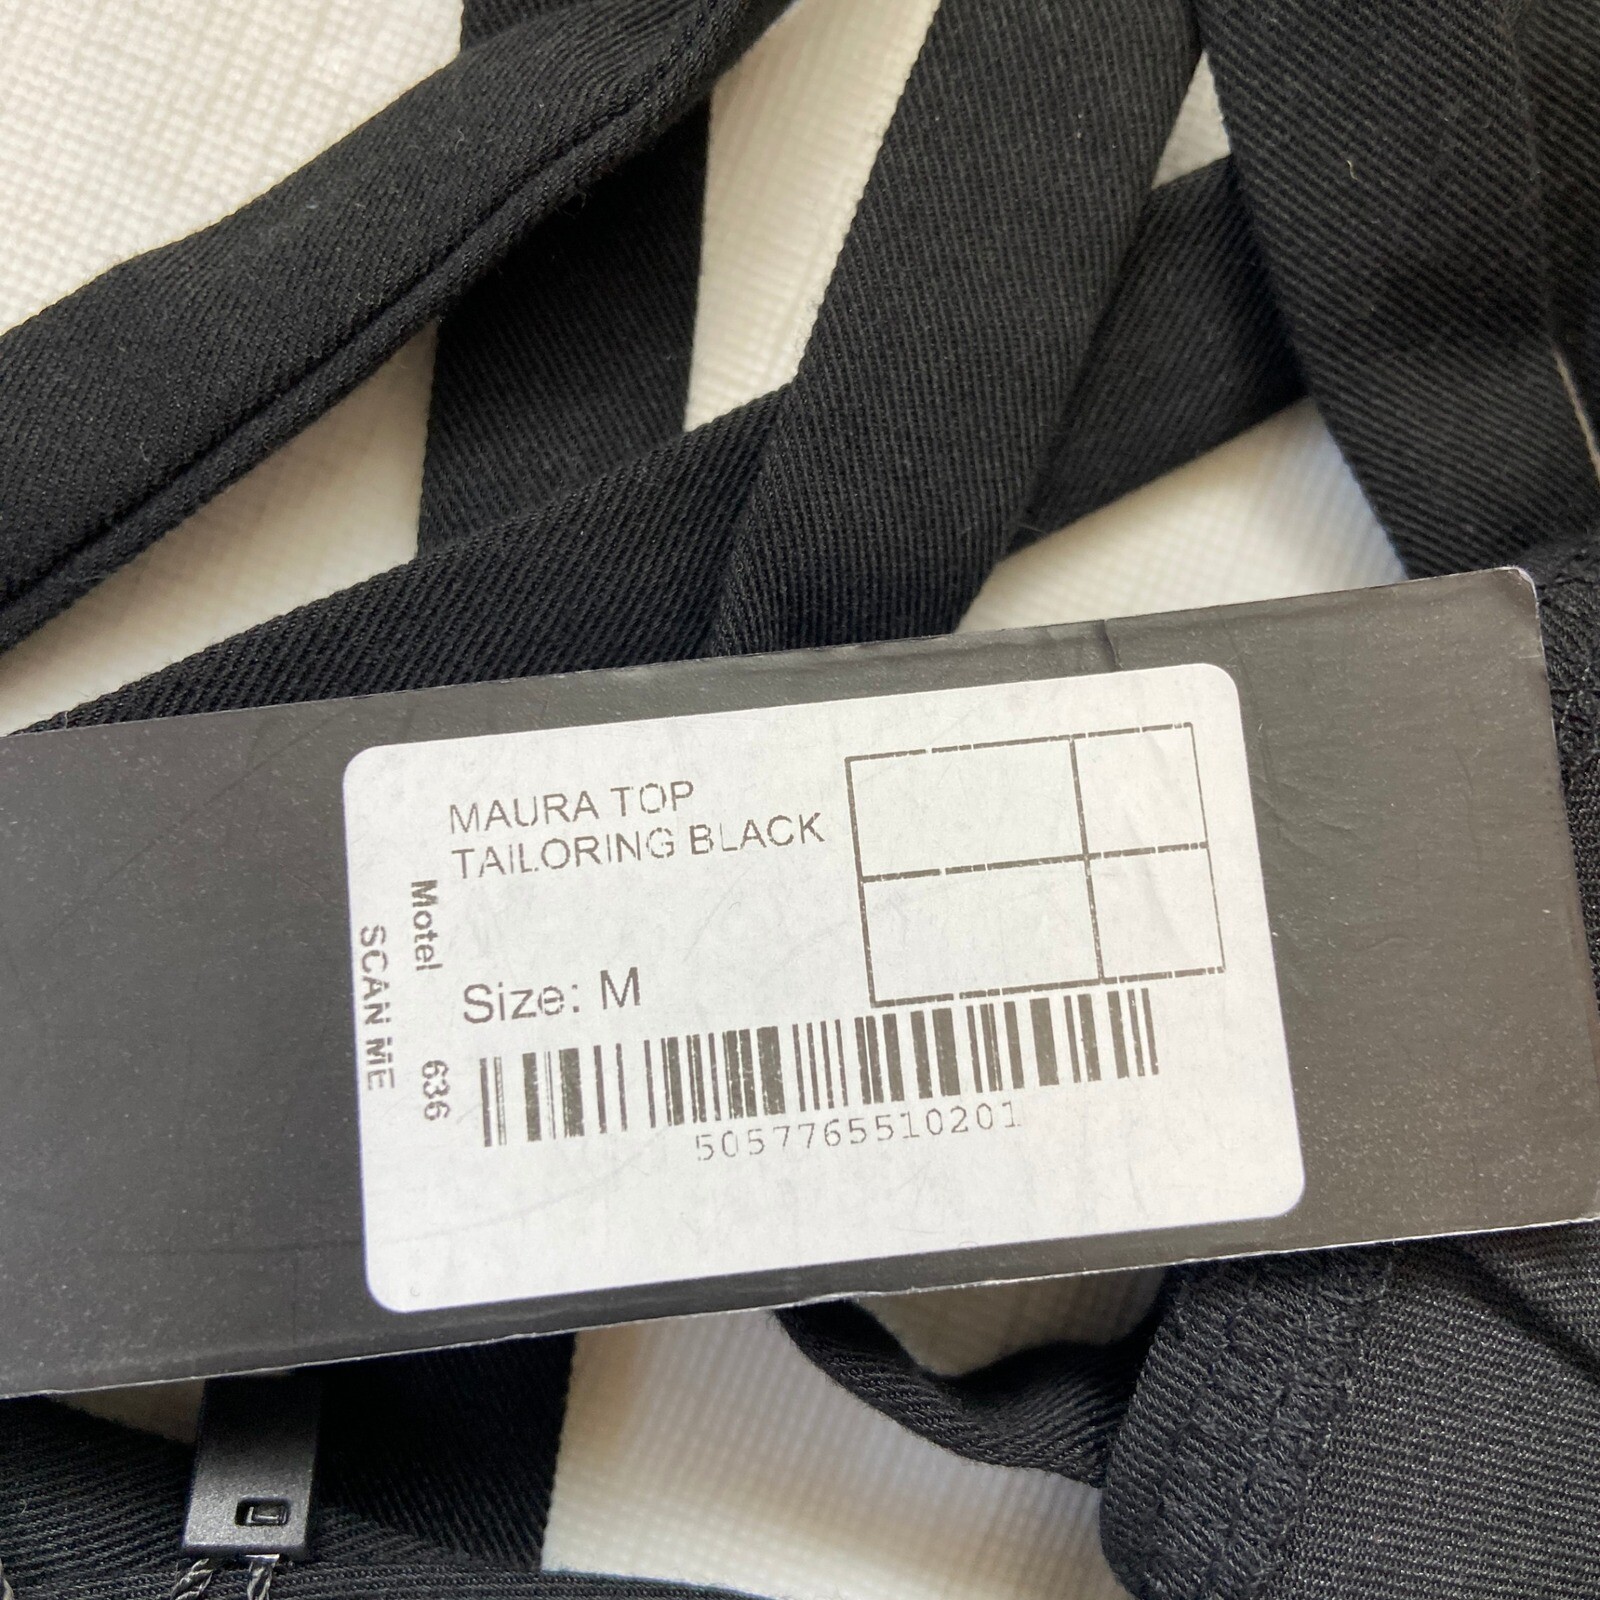 MAURA TOP
TAILORING BLACK
Size: M
5057765510201
Motel 636
SCAN ME